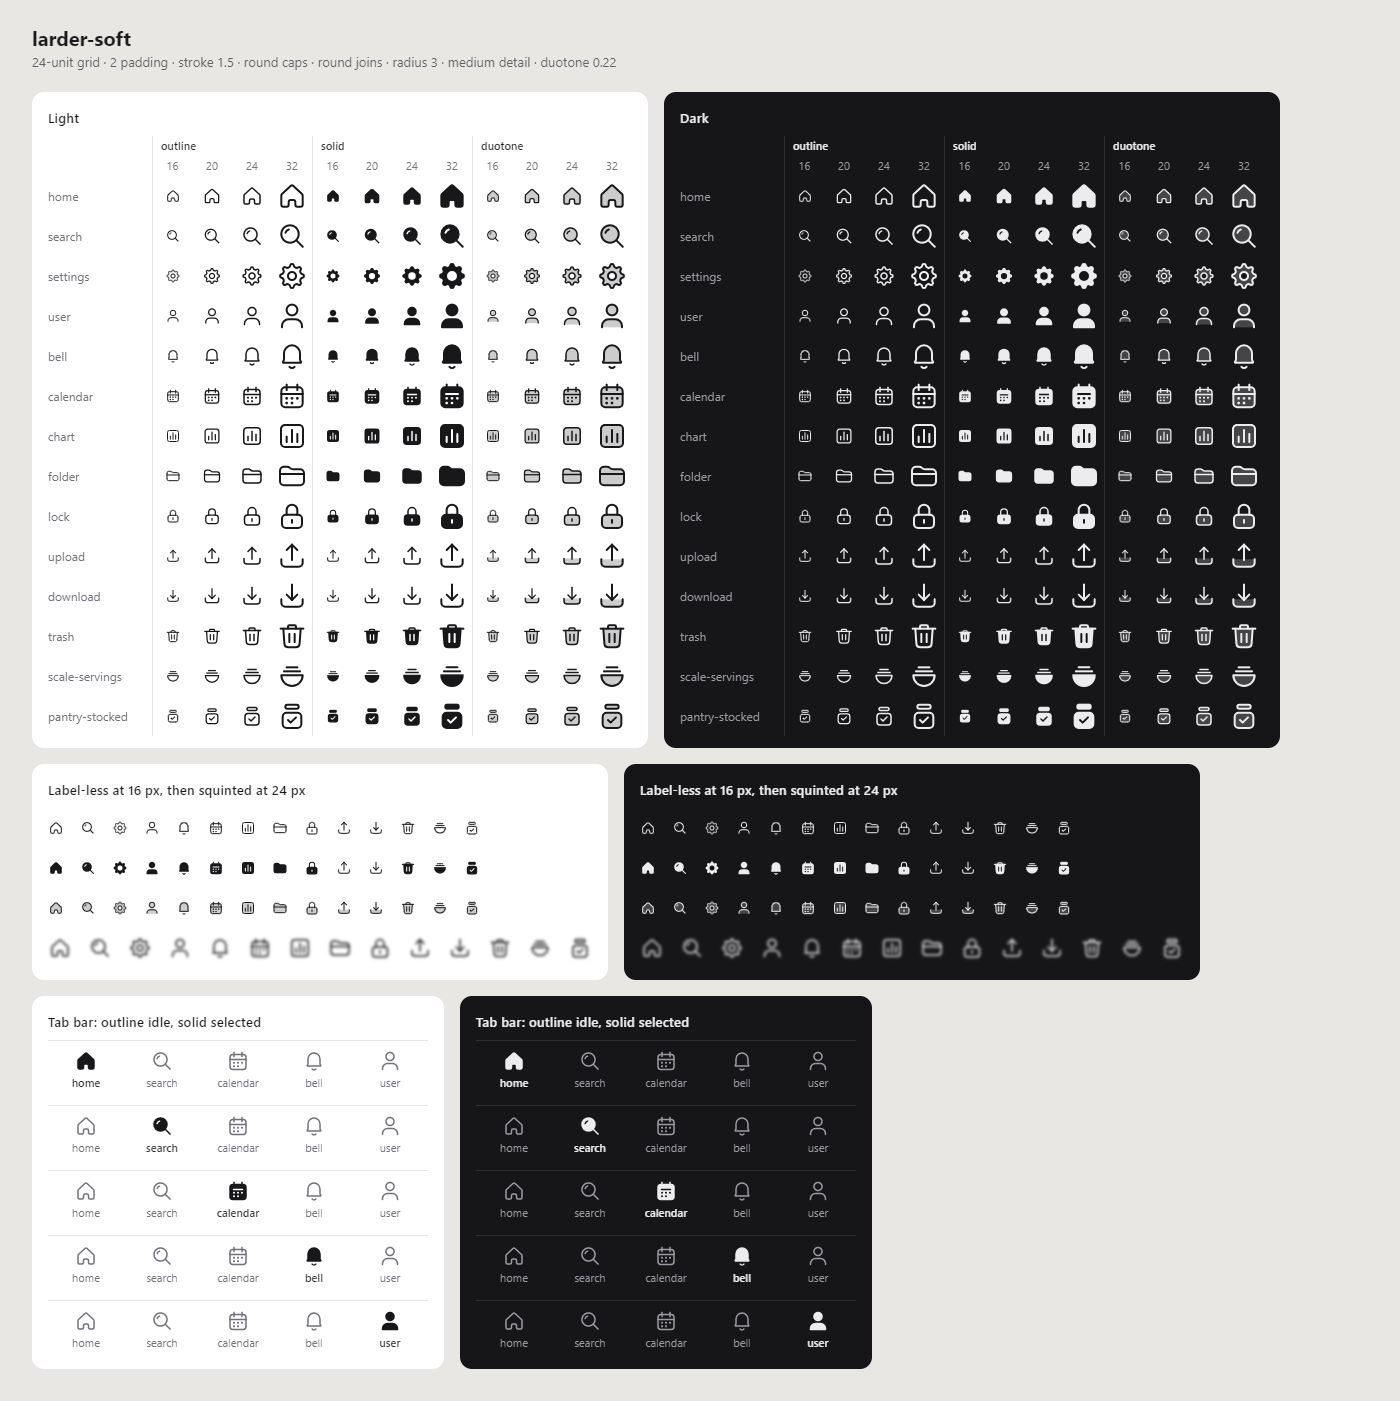 larder-soft
24-unit grid · 2 padding · stroke 1.5 · round caps · round joins · radius 3 · medium detail · duotone 0.22
Light
outline solid duotone
16 20 24 32 16 20 24 32 16 20 24 32
home
search
settings
user
bell
calendar
chart
folder
lock
upload
download
trash
scale-servings
pantry-stocked
Dark
outline solid duotone
16 20 24 32 16 20 24 32 16 20 24 32
home
search
settings
user
bell
calendar
chart
folder
lock
upload
download
trash
scale-servings
pantry-stocked
Label-less at 16 px, then squinted at 24 px
Label-less at 16 px, then squinted at 24 px
Tab bar: outline idle, solid selected
home search calendar bell user
home search calendar bell user
home search calendar bell user
home search calendar bell user
home search calendar bell user
Tab bar: outline idle, solid selected
home search calendar bell user
home search calendar bell user
home search calendar bell user
home search calendar bell user
home search calendar bell user